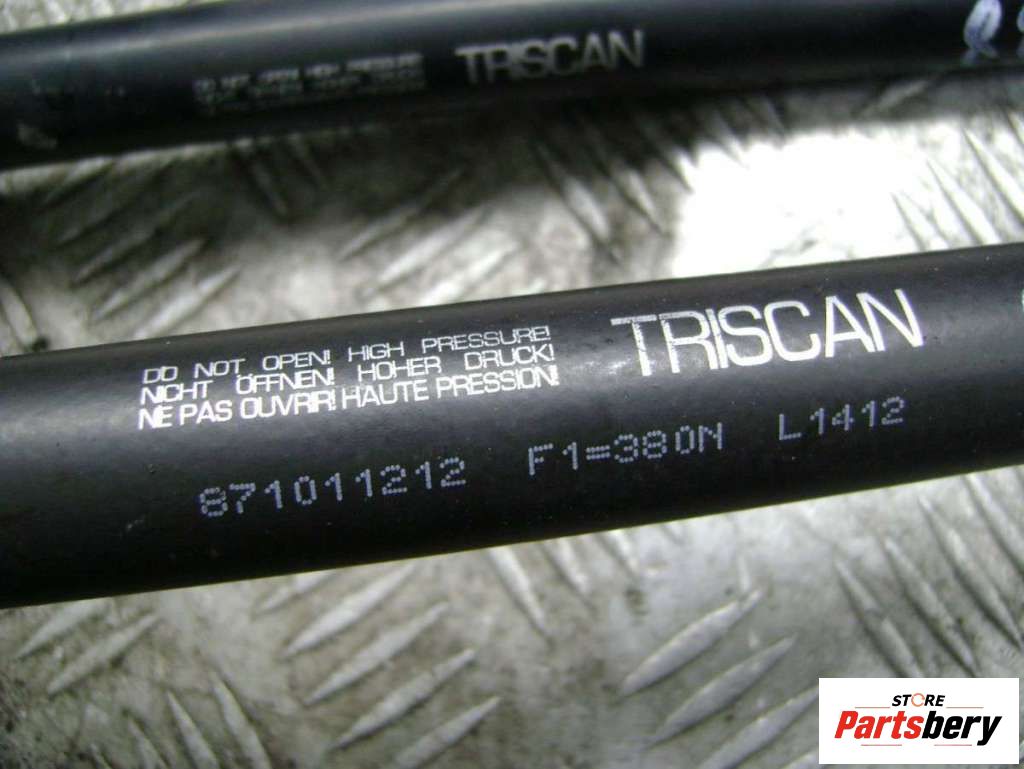 TRISCAN
DO NOT OPEN! HIGH PRESSURE!
NICHT ÖFFNEN! HOHER DRUCK!
NE PAS OUVRIR! HAUTE PRESSION!
TRISCAN
871011212 F1=380N L1412
STORE
Partsbery